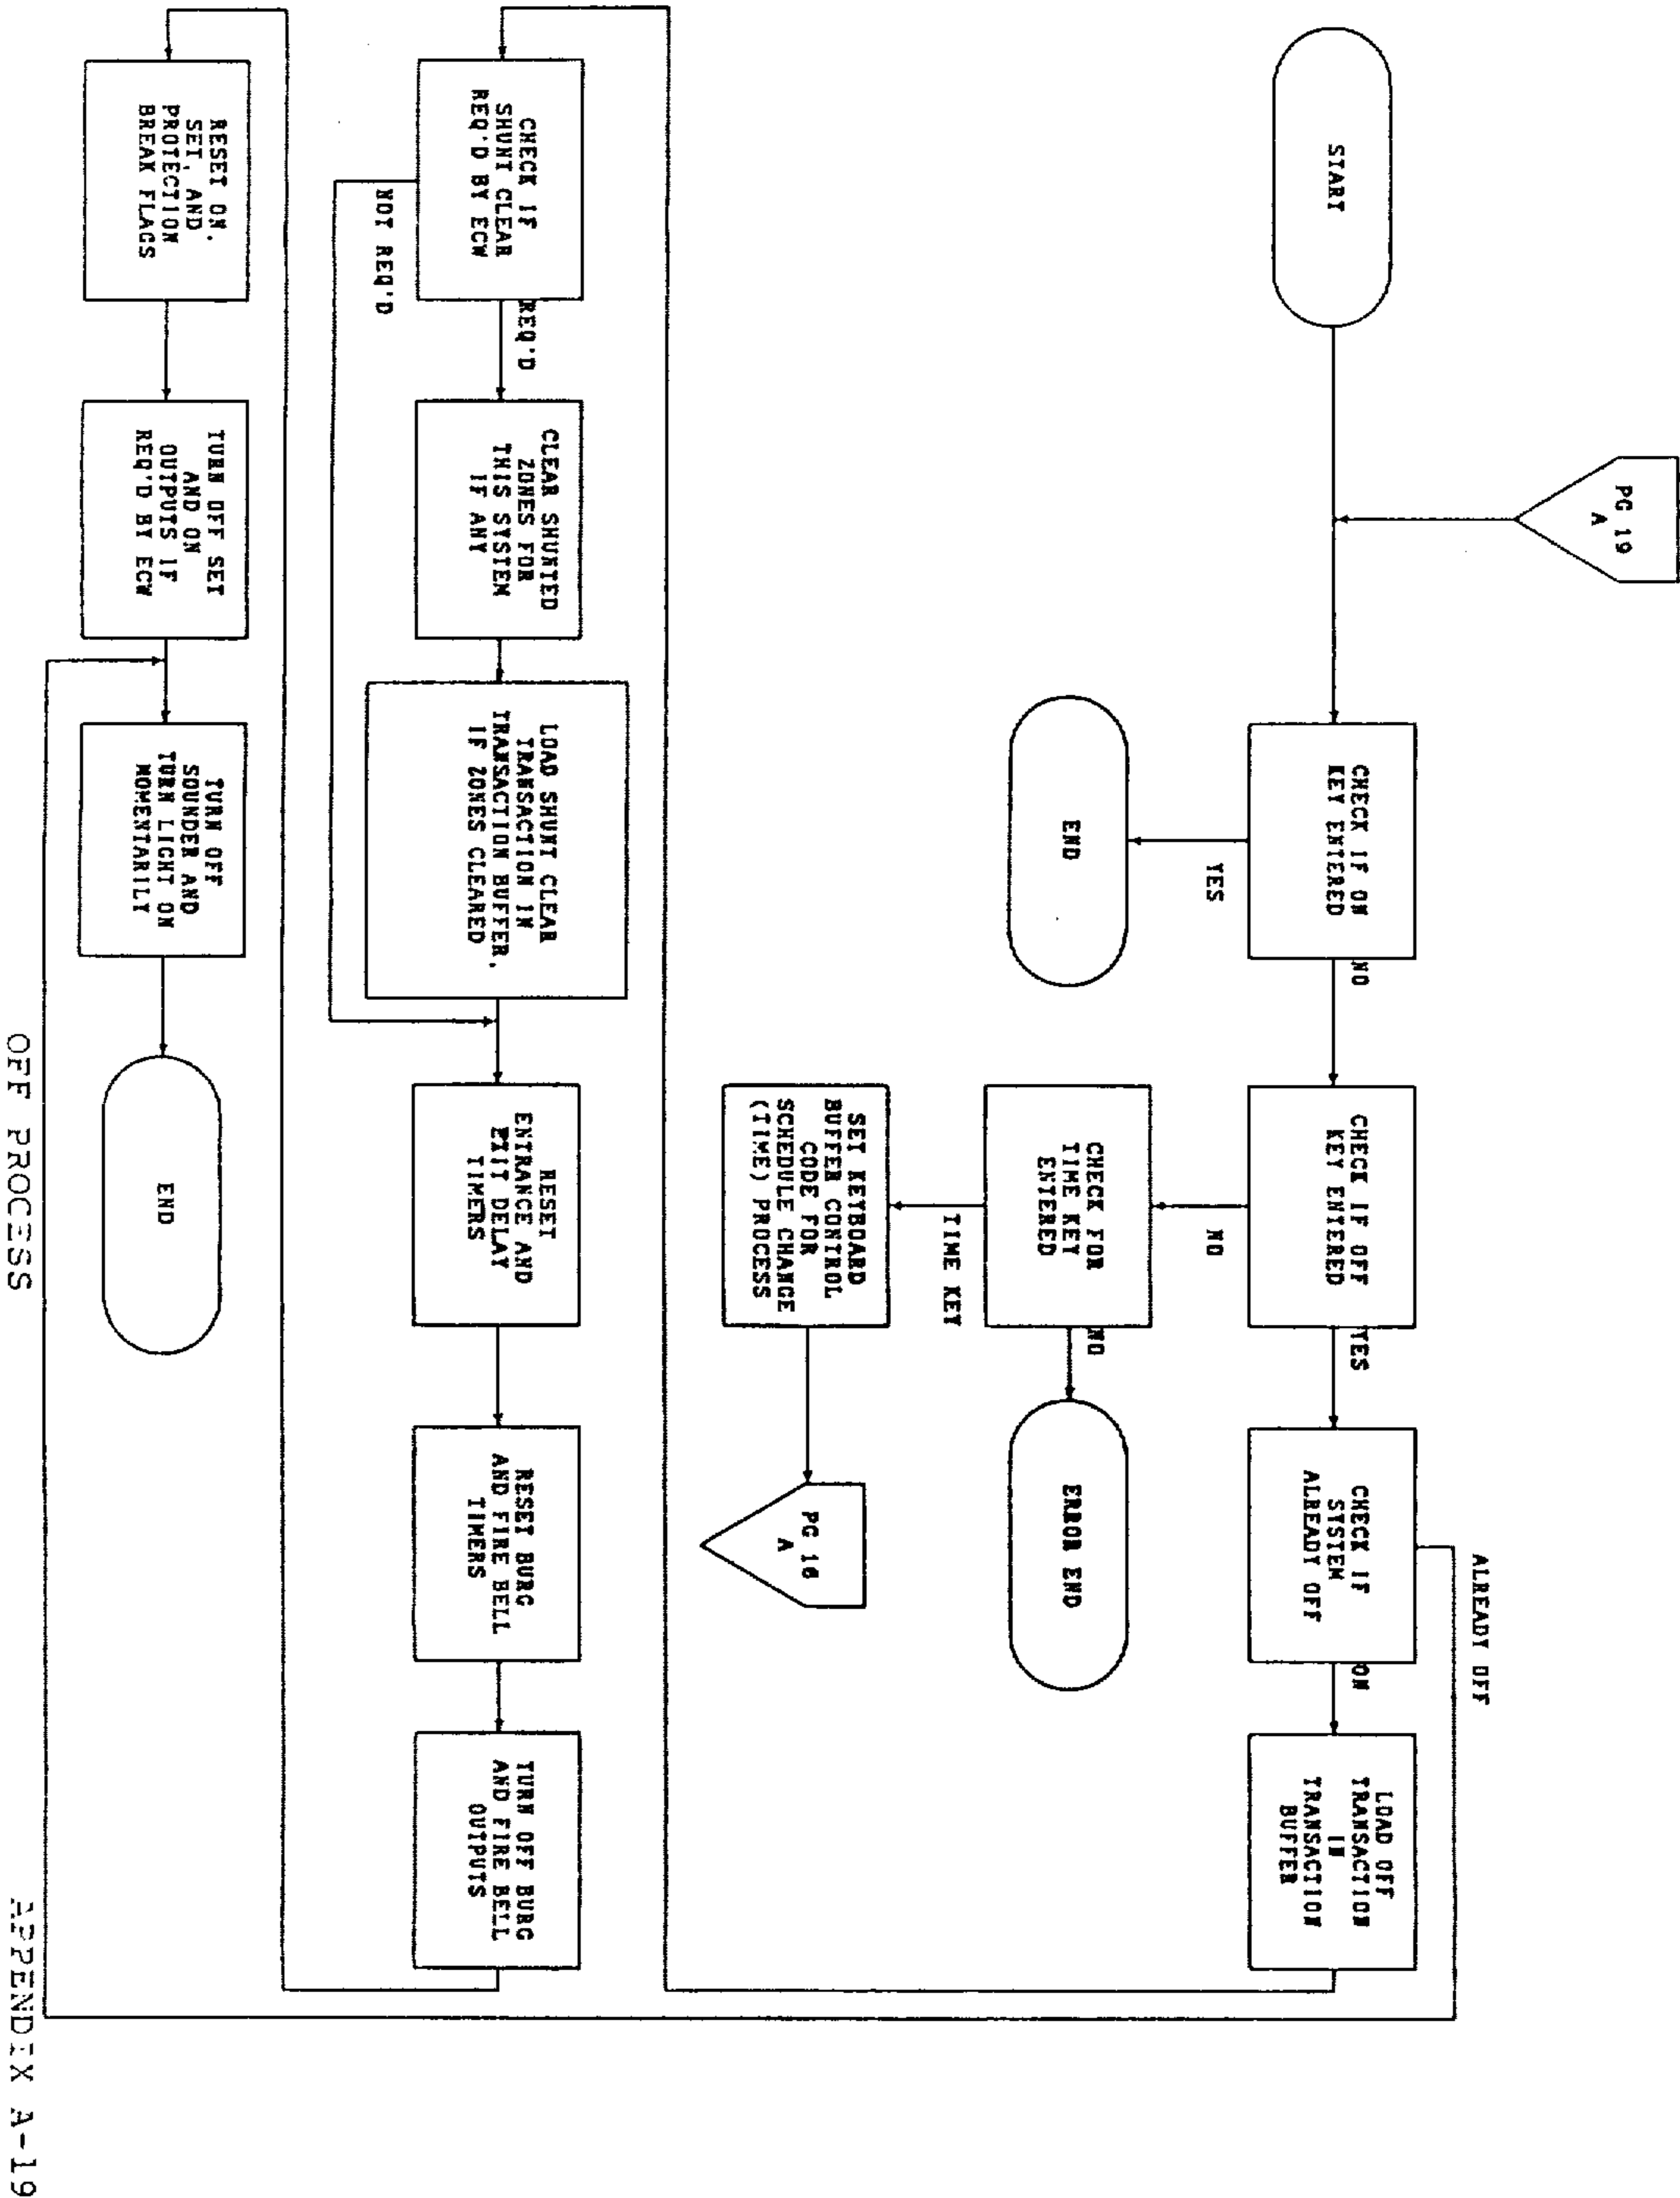 PG 19
A
START
CHECK IF ON
KEY ENTERED
NO
YES
END
CHECK IF OFF
KEY ENTERED
YES
NO
CHECK FOR
TIME KEY
ENTERED
NO
ERROR END
TIME KEY
SET KEYBOARD
BUFFER CONTROL
CODE FOR
SCHEDULE CHANGE
(TIME) PROCESS
PG 16
A
CHECK IF
SYSTEM
ALREADY OFF
ALREADY OFF
ON
LOAD OFF
TRANSACTION
IN
TRANSACTION
BUFFER
CHECK IF
SHUNT CLEAR
REQ'D BY ECW
REQ'D
NOT REQ'D
CLEAR SHUNTED
ZONES FOR
THIS SYSTEM
IF ANY
LOAD SHUNT CLEAR
TRANSACTION IN
TRANSACTION BUFFER,
IF ZONES CLEARED
RESET
ENTRANCE AND
EXIT DELAY
TIMERS
RESET BURG
AND FIRE BELL
TIMERS
TURN OFF BURG
AND FIRE BELL
OUTPUTS
RESET ON,
SET, AND
PROTECTION
BREAK FLAGS
TURN OFF SET
AND ON
OUTPUTS IF
REQ'D BY ECW
TURN OFF
SOUNDER AND
TURN LIGHT ON
MOMENTARILY
END
OFF PROCESS
APPENDIX A-19